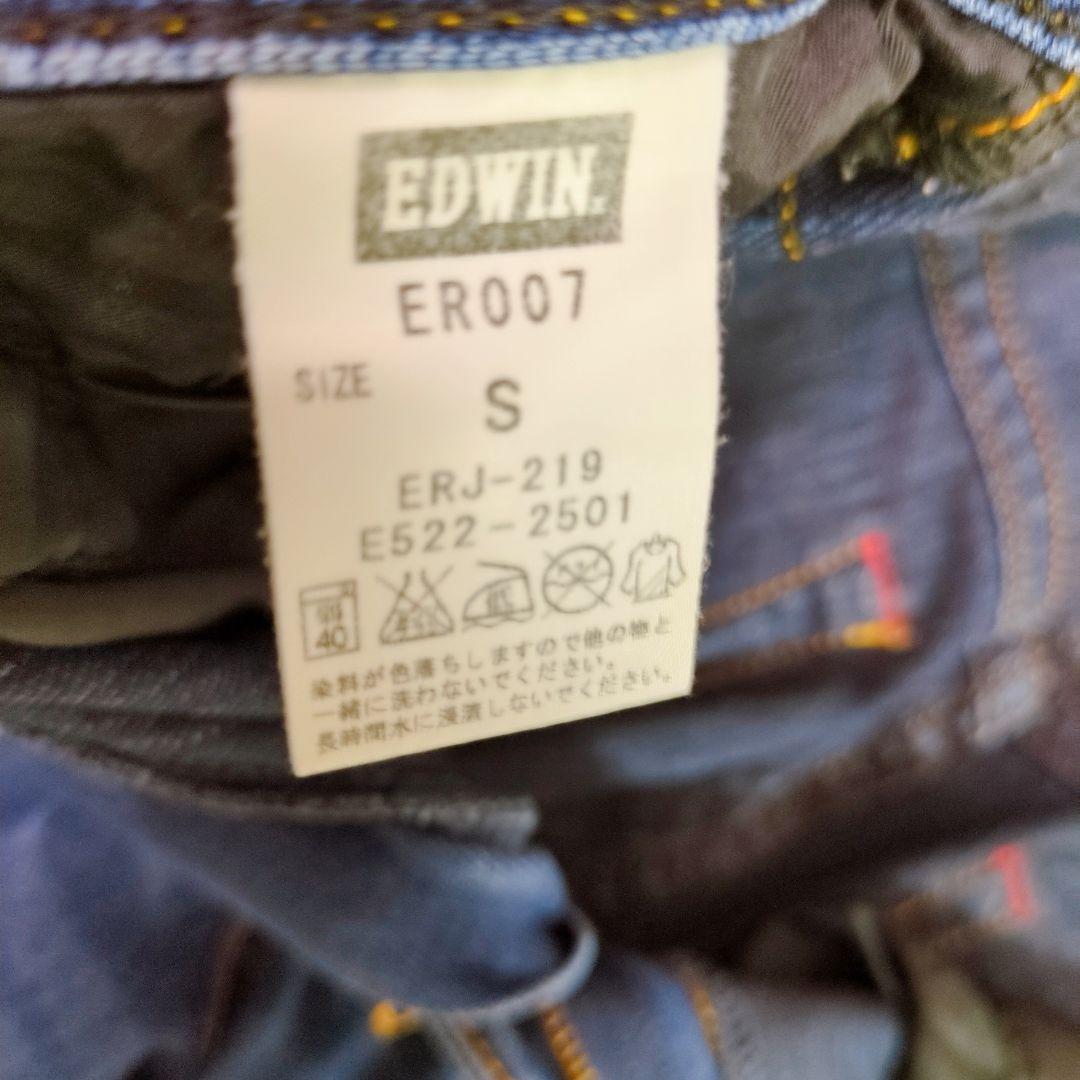 EDWIN.
ER007
SIZE S
ERJ-219
E522-2501
40
染料が色落ちしますので他の物と
一緒に洗わないでください。
長時間水に浸漬しないでください。